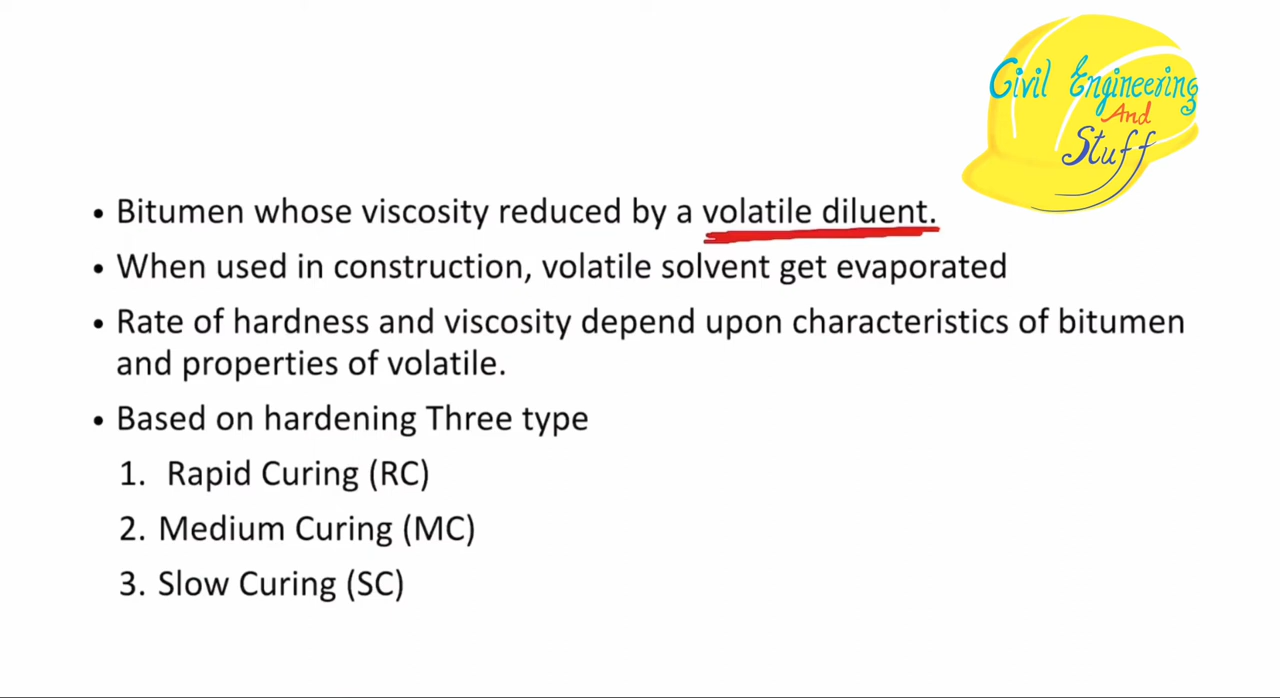 Civil Engineering
And
Stuff
• Bitumen whose viscosity reduced by a volatile diluent.
• When used in construction, volatile solvent get evaporated
• Rate of hardness and viscosity depend upon characteristics of bitumen
and properties of volatile.
• Based on hardening Three type
1. Rapid Curing (RC)
2. Medium Curing (MC)
3. Slow Curing (SC)